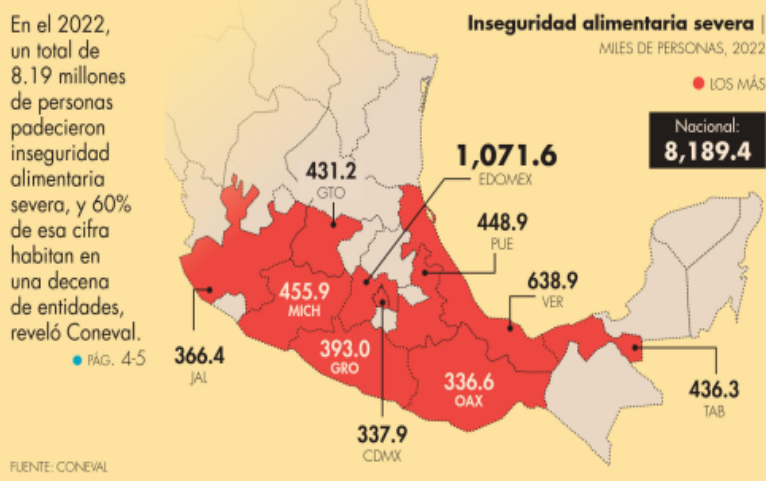 En el 2022,
un total de
8.19 millones
de personas
padecieron
inseguridad
alimentaria
severa, y 60%
de esa cifra
habitan en
una decena
de entidades,
reveló Coneval.
PÁG. 4-5
Inseguridad alimentaria severa |
MILES DE PERSONAS, 2022
LOS MÁS
Nacional:
8,189.4
431.2
GTO
1,071.6
EDOMEX
448.9
PUE
638.9
VER
455.9
MICH
366.4
JAL
393.0
GRO
336.6
OAX
436.3
TAB
337.9
CDMX
FUENTE: CONEVAL